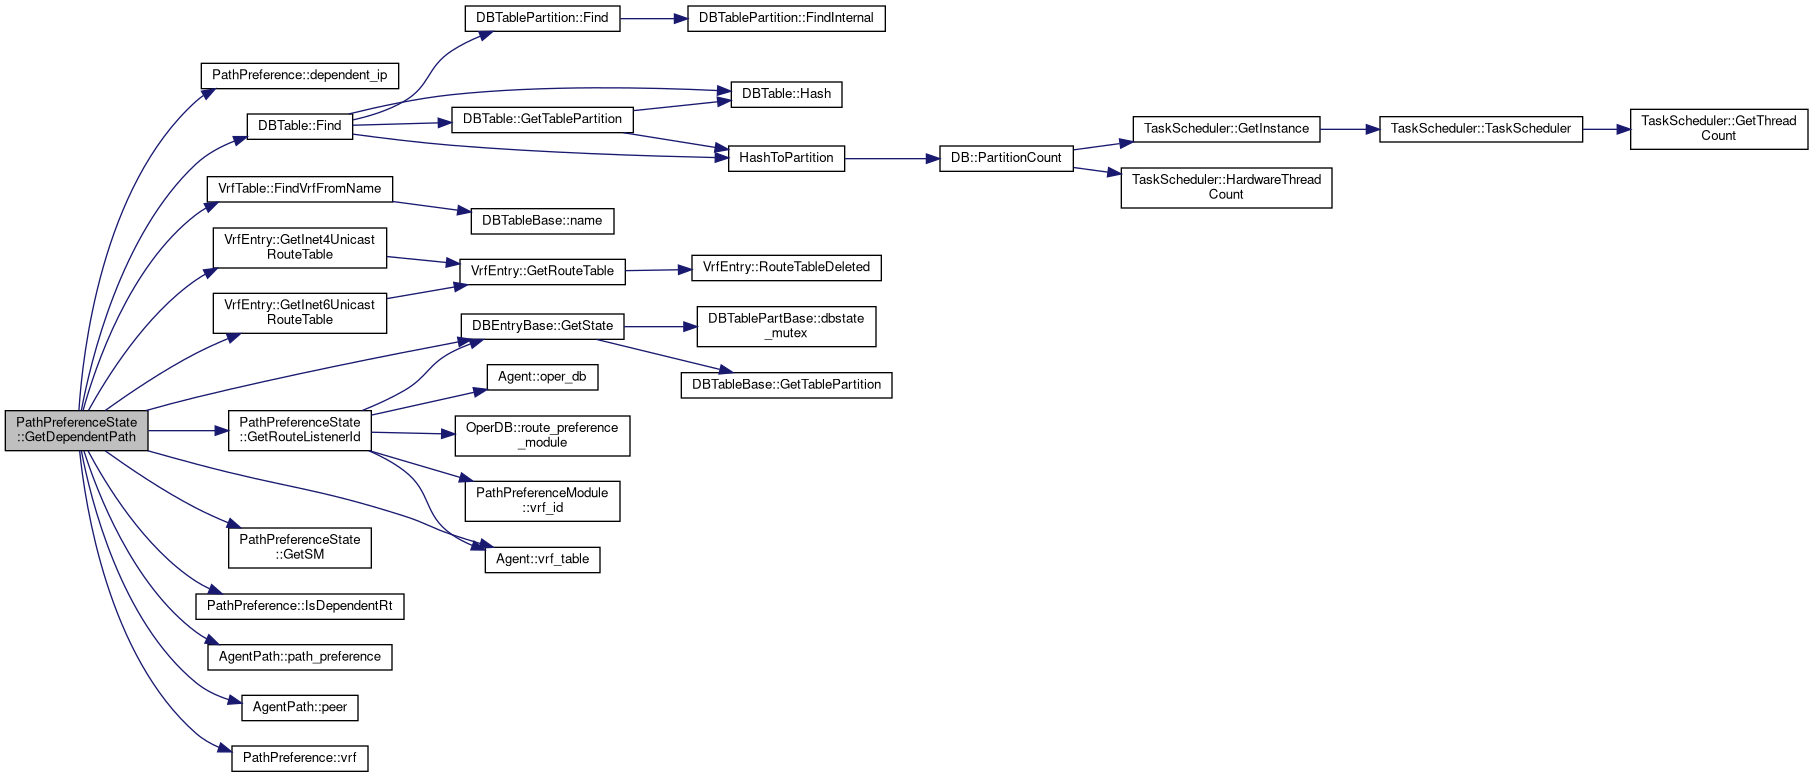 PathPreferenceState
::GetDependentPath
PathPreference::dependent_ip
DBTable::Find
DBTablePartition::Find
DBTablePartition::FindInternal
DBTable::GetTablePartition
DBTable::Hash
HashToPartition
DB::PartitionCount
TaskScheduler::GetInstance
TaskScheduler::TaskScheduler
TaskScheduler::GetThread
Count
TaskScheduler::HardwareThread
Count
VrfTable::FindVrfFromName
DBTableBase::name
VrfEntry::GetInet4Unicast
RouteTable
VrfEntry::GetInet6Unicast
RouteTable
VrfEntry::GetRouteTable
VrfEntry::RouteTableDeleted
DBEntryBase::GetState
DBTablePartBase::dbstate
_mutex
DBTableBase::GetTablePartition
PathPreferenceState
::GetRouteListenerId
Agent::oper_db
OperDB::route_preference
_module
PathPreferenceModule
::vrf_id
Agent::vrf_table
PathPreferenceState
::GetSM
PathPreference::IsDependentRt
AgentPath::path_preference
AgentPath::peer
PathPreference::vrf